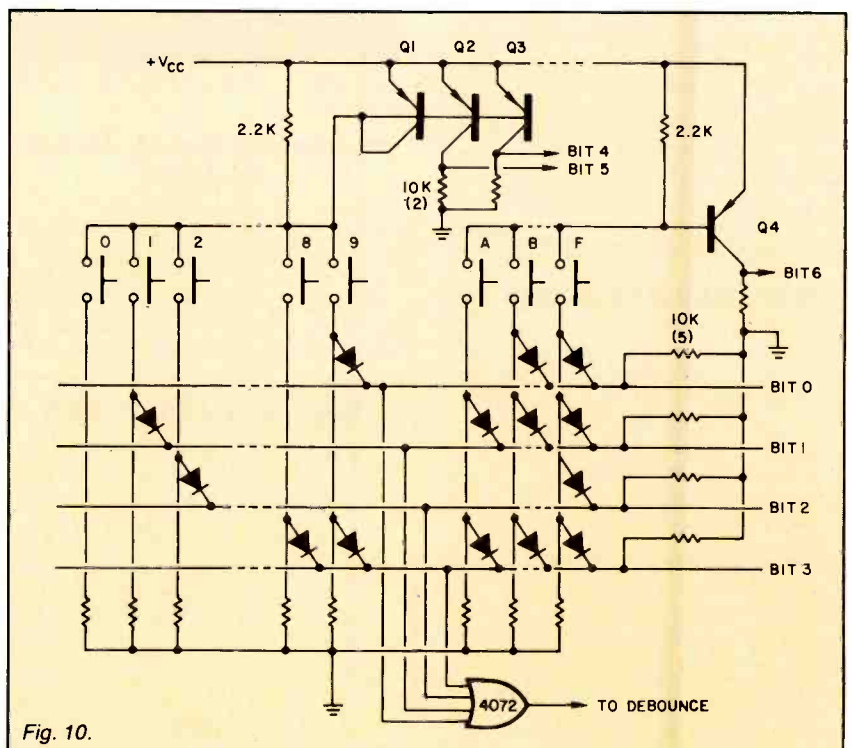 Q1 Q2 Q3
+VCC
2.2K
2.2K
BIT 4
BIT 5
10K
(2)
Q4
0 1 2 8 9 A B F
BIT6
10K
(5)
BIT 0
BIT 1
BIT 2
BIT 3
4072
TO DEBOUNCE
Fig. 10.